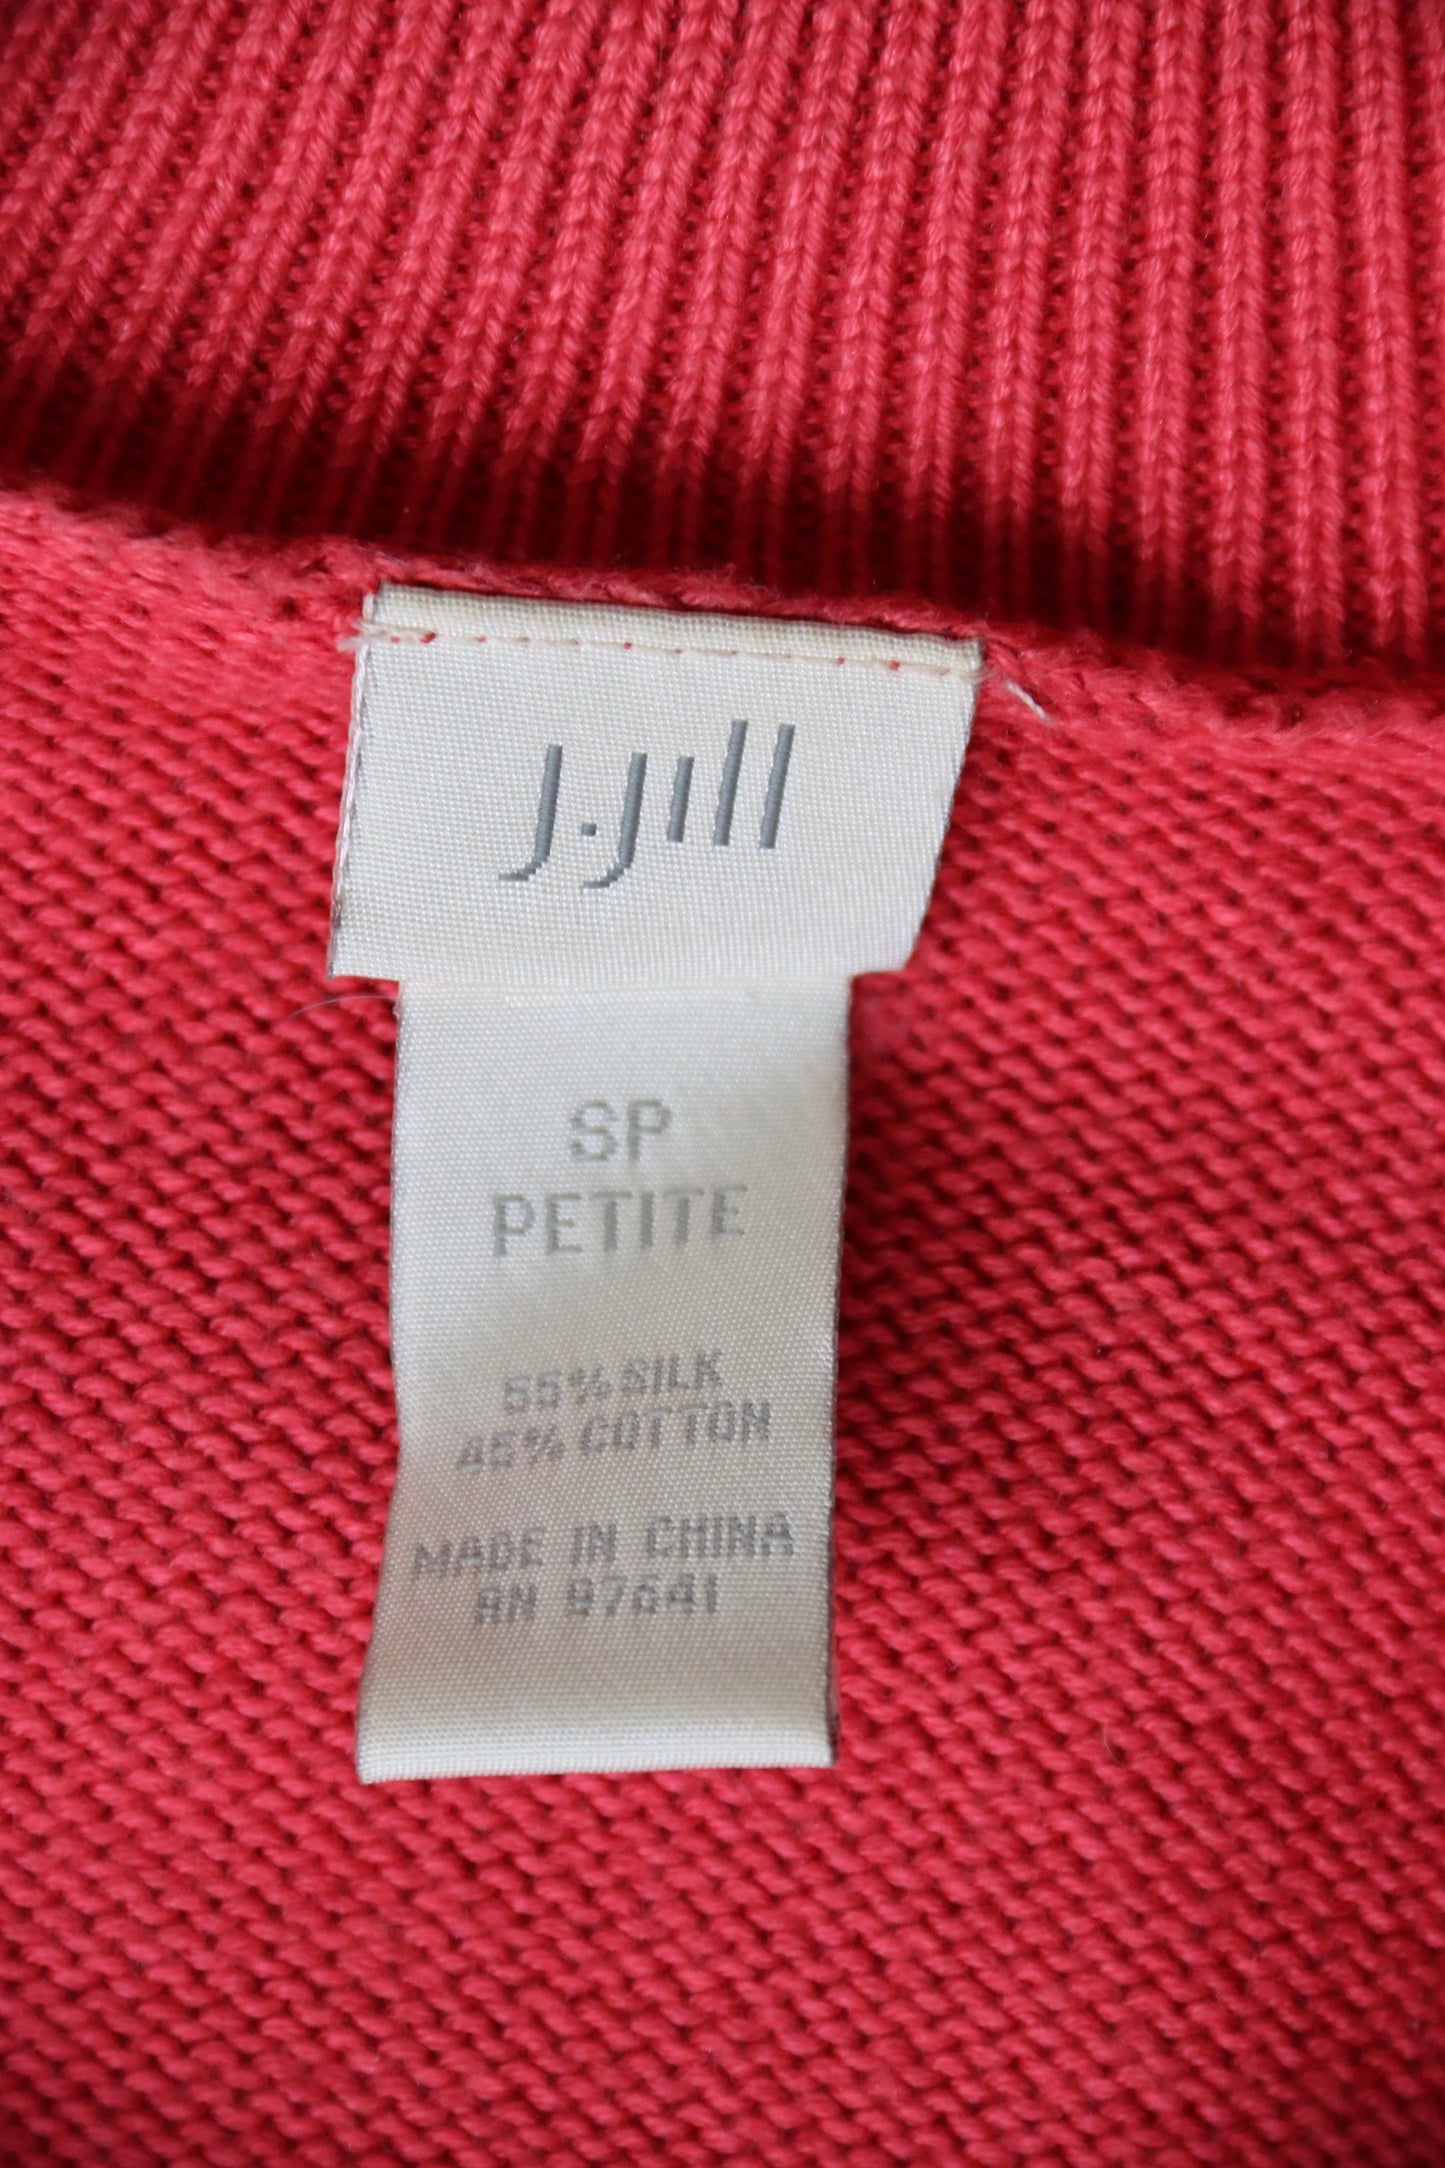 J.Jill
SP
PETITE
55% SILK
45% COTTON
MADE IN CHINA
RN 87641